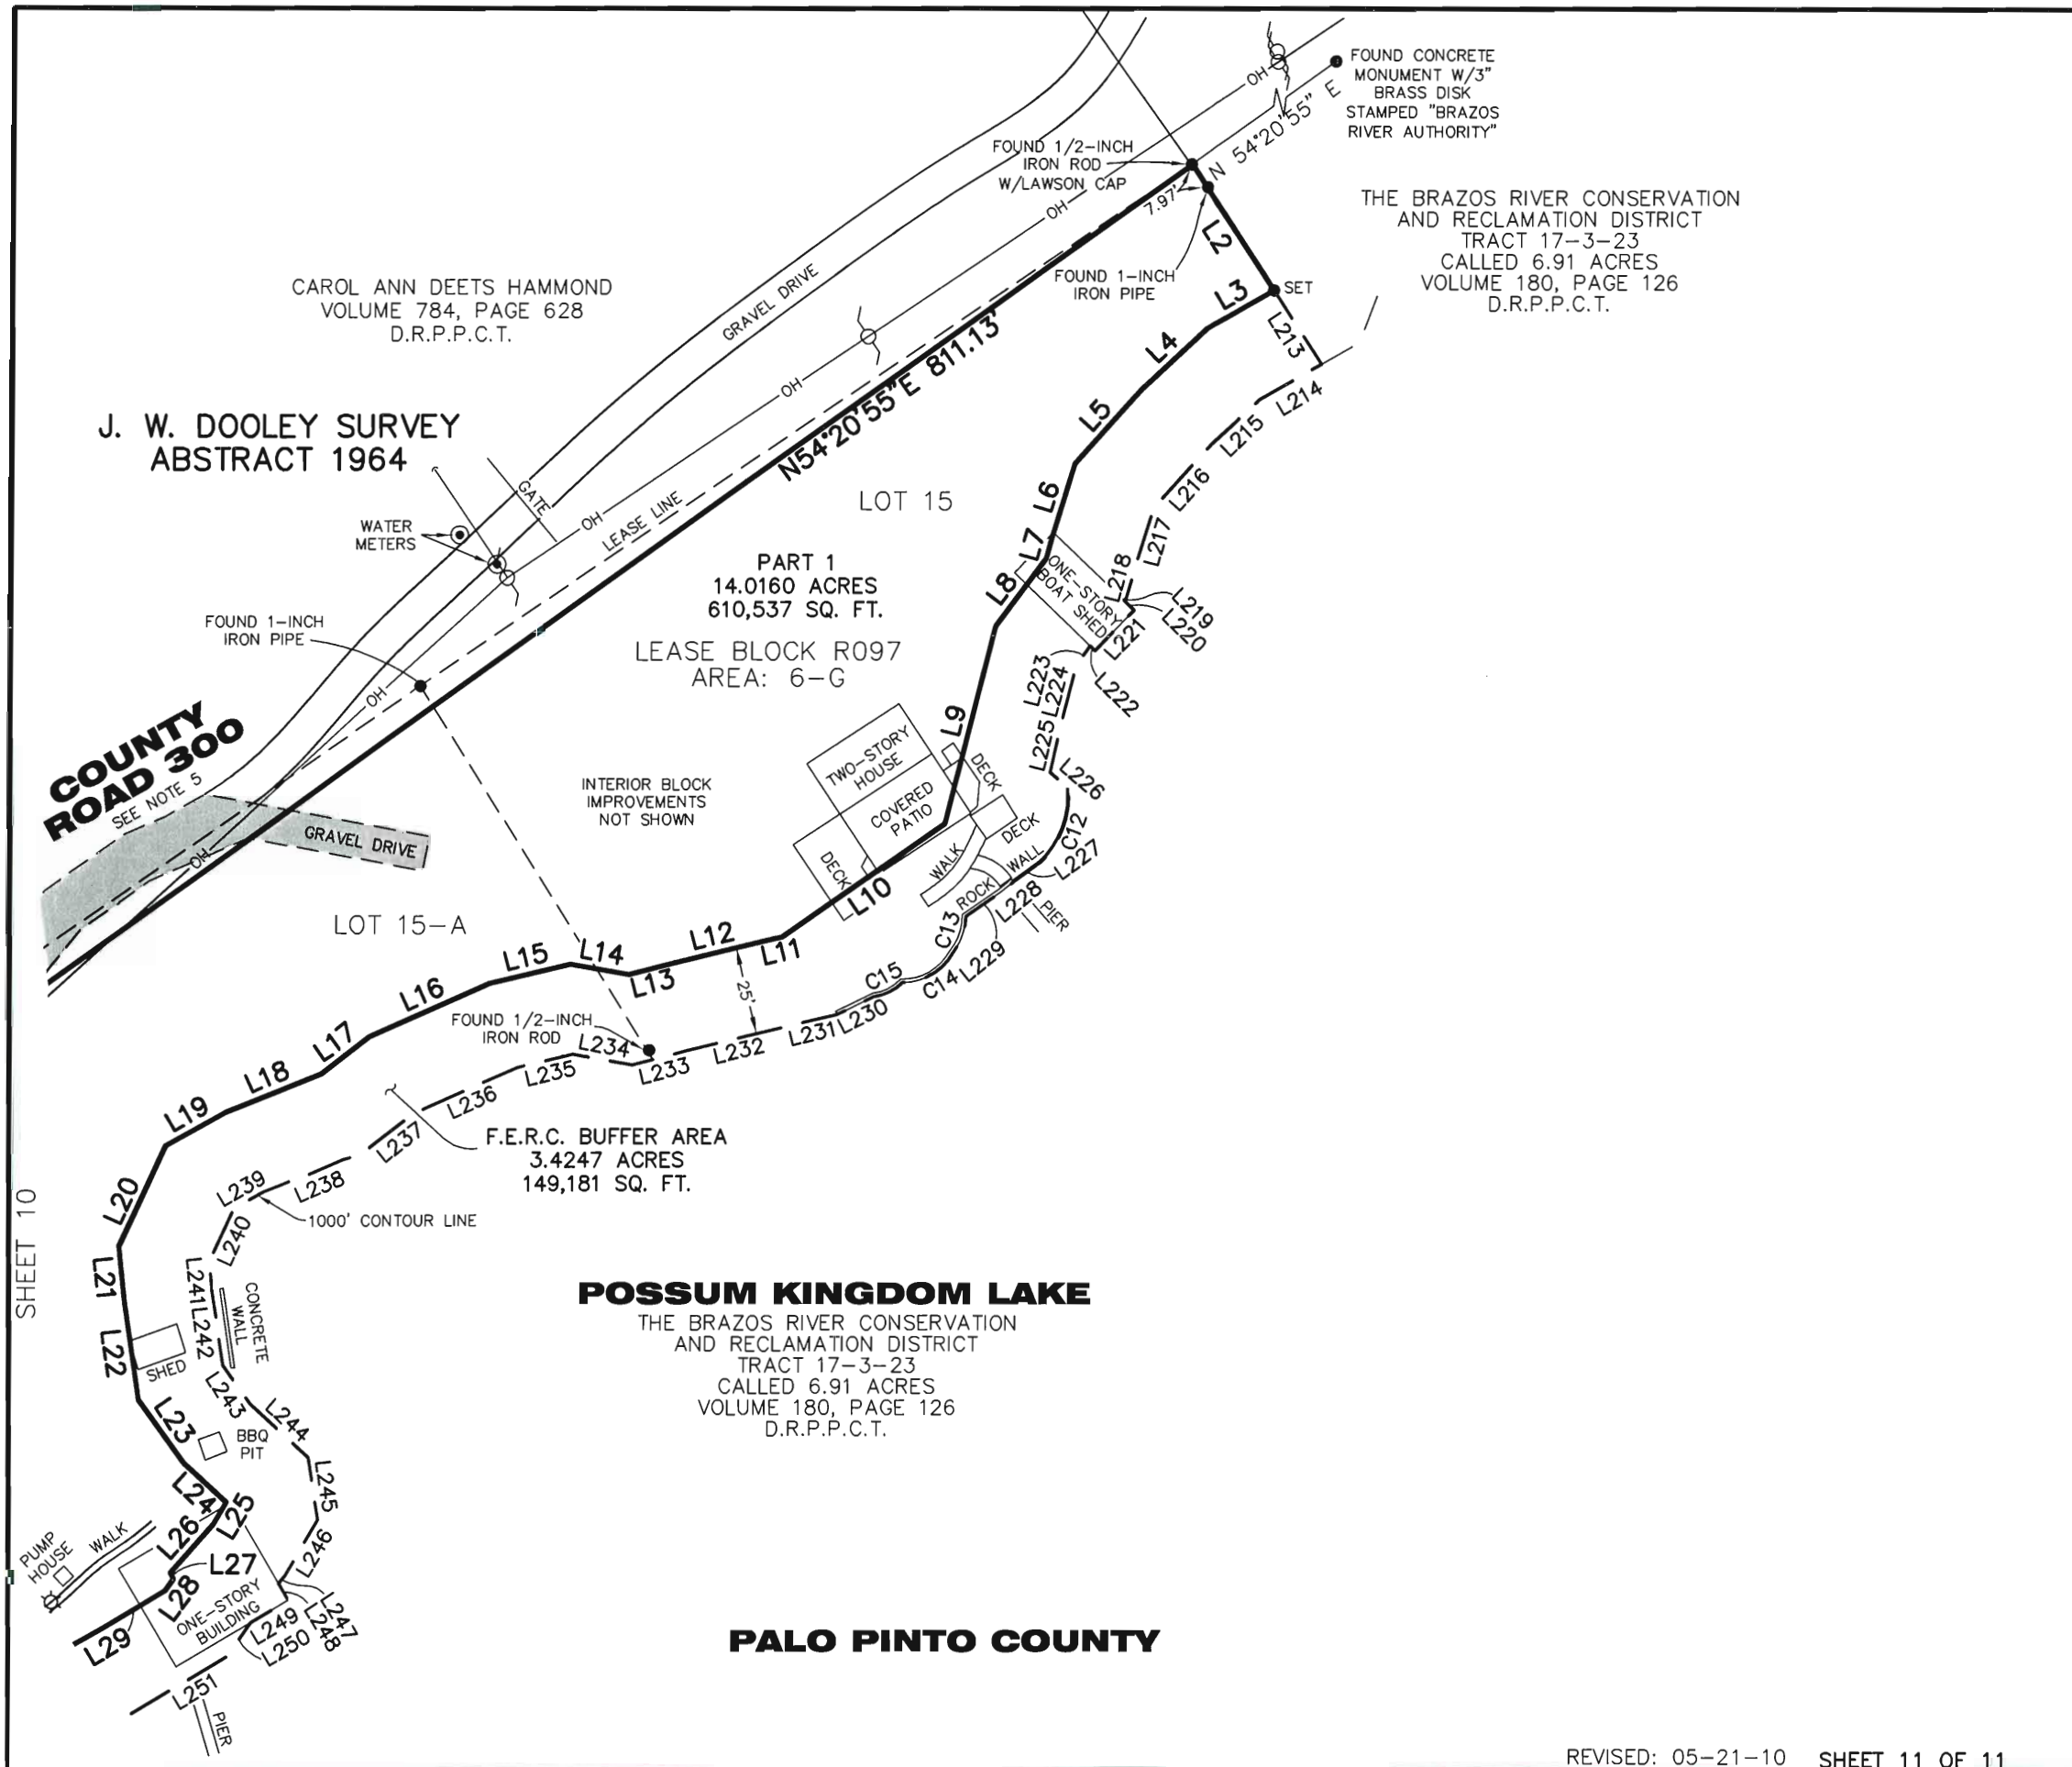 FOUND CONCRETE
MONUMENT W/3"
BRASS DISK
STAMPED "BRAZOS
RIVER AUTHORITY"
OH
N 54°20'55" E
FOUND 1/2-INCH
IRON ROD
W/LAWSON CAP
7.97'
OH
L2
FOUND 1-INCH
IRON PIPE
THE BRAZOS RIVER CONSERVATION
AND RECLAMATION DISTRICT
TRACT 17-3-23
CALLED 6.91 ACRES
VOLUME 180, PAGE 126
D.R.P.P.C.T.
SET
L3
L213
L4
L214
CAROL ANN DEETS HAMMOND
VOLUME 784, PAGE 628
D.R.P.P.C.T.
GRAVEL DRIVE
N54°20'55"E 811.13'
OH
L5
L215
J. W. DOOLEY SURVEY
ABSTRACT 1964
GATE
OH
LEASE LINE
LOT 15
L6
L216
WATER
METERS
L7
L217
PART 1
14.0160 ACRES
610,537 SQ. FT.
L8
ONE-STORY
BOAT SHED
L218
L219
L220
L221
FOUND 1-INCH
IRON PIPE
LEASE BLOCK R097
AREA: 6-G
L222
L223
L224
OH
COUNTY
ROAD 300
SEE NOTE 5
L9
L225
L226
TWO-STORY
HOUSE
DECK
COVERED
PATIO
INTERIOR BLOCK
IMPROVEMENTS
NOT SHOWN
DECK
C12
GRAVEL DRIVE
OH
DECK
WALK
WALL
ROCK
L227
L10
L228
PIER
LOT 15-A
C13
L229
L12
L11
L15
L14
L13
C15
C14
L16
25'
L230
L231
FOUND 1/2-INCH
IRON ROD
L17
L232
L234
L233
L18
L235
L19
L236
L237
F.E.R.C. BUFFER AREA
3.4247 ACRES
149,181 SQ. FT.
L20
L239
L238
1000' CONTOUR LINE
L240
SHEET 10
L21
L241
L242
CONCRETE
WALL
POSSUM KINGDOM LAKE
THE BRAZOS RIVER CONSERVATION
AND RECLAMATION DISTRICT
TRACT 17-3-23
CALLED 6.91 ACRES
VOLUME 180, PAGE 126
D.R.P.P.C.T.
L22
SHED
L243
L23
L244
BBQ
PIT
L245
L24
L25
L26
L246
PUMP
HOUSE
WALK
L27
L28
ONE-STORY
BUILDING
L247
L248
L249
L250
L29
PALO PINTO COUNTY
L251
PIER
REVISED: 05-21-10 SHEET 11 OF 11